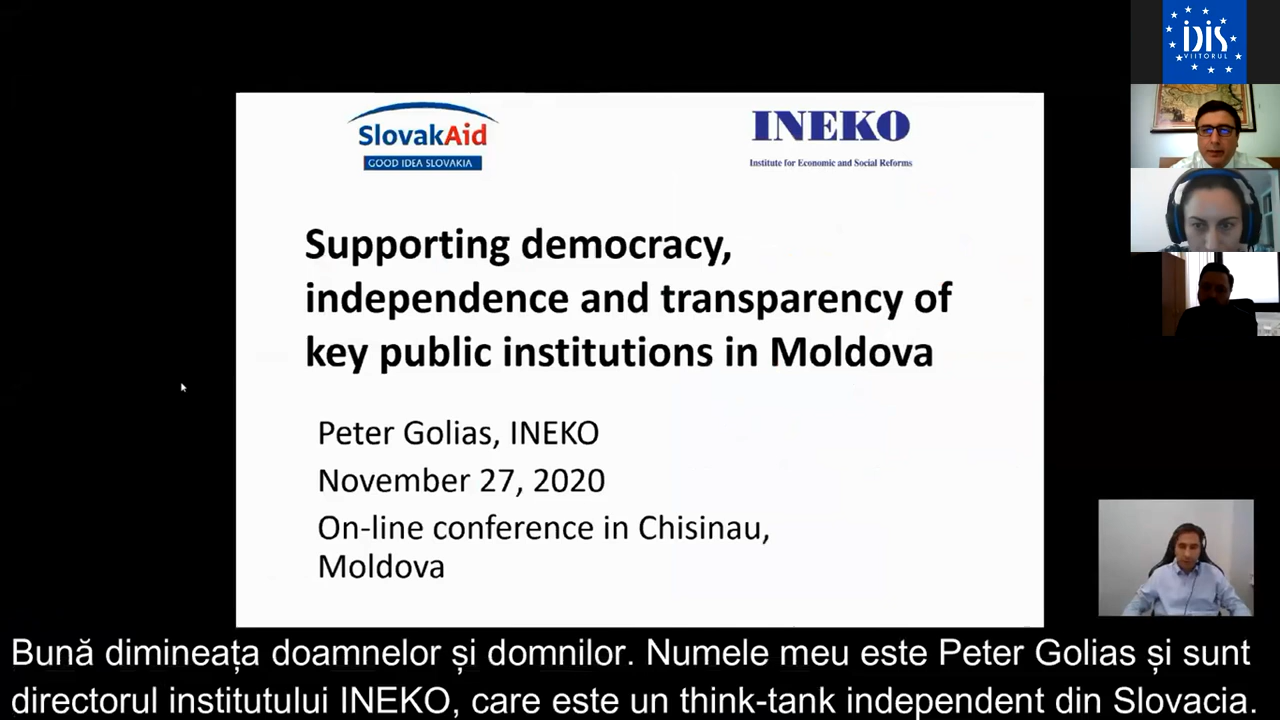 IDIS
VIITORUL
SlovakAid
GOOD IDEA SLOVAKIA
INEKO
Institute for Economic and Social Reforms
Supporting democracy,
independence and transparency of
key public institutions in Moldova
Peter Golias, INEKO
November 27, 2020
On-line conference in Chisinau,
Moldova
Bună dimineața doamnelor și domnilor. Numele meu este Peter Golias și sunt
directorul institutului INEKO, care este un think-tank independent din Slovacia.